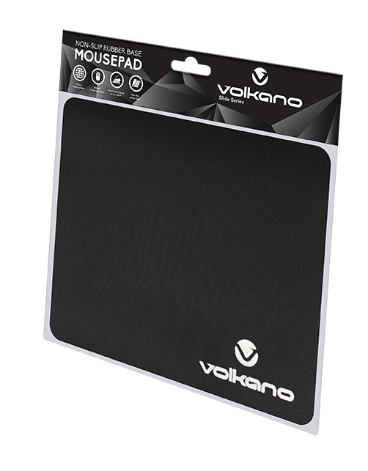 NON-SLIP RUBBER BASE
MOUSEPAD
volkano
Slide Series
volkano